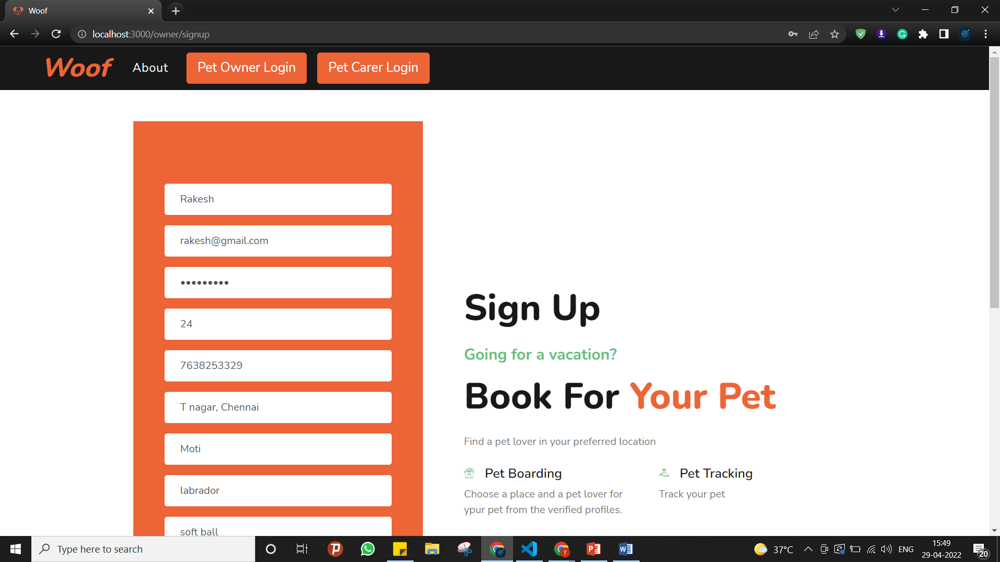 Woof
localhost:3000/owner/signup
Woof
About
Pet Owner Login
Pet Carer Login
Rakesh
rakesh@gmail.com
•••••••••
24
7638253329
T nagar, Chennai
Moti
labrador
soft ball
Sign Up
Going for a vacation?
Book For Your Pet
Find a pet lover in your preferred location
Pet Boarding
Choose a place and a pet lover for
ypur pet from the verified profiles.
Pet Tracking
Track your pet
Type here to search
37°C
ENG
15:49
29-04-2022
20